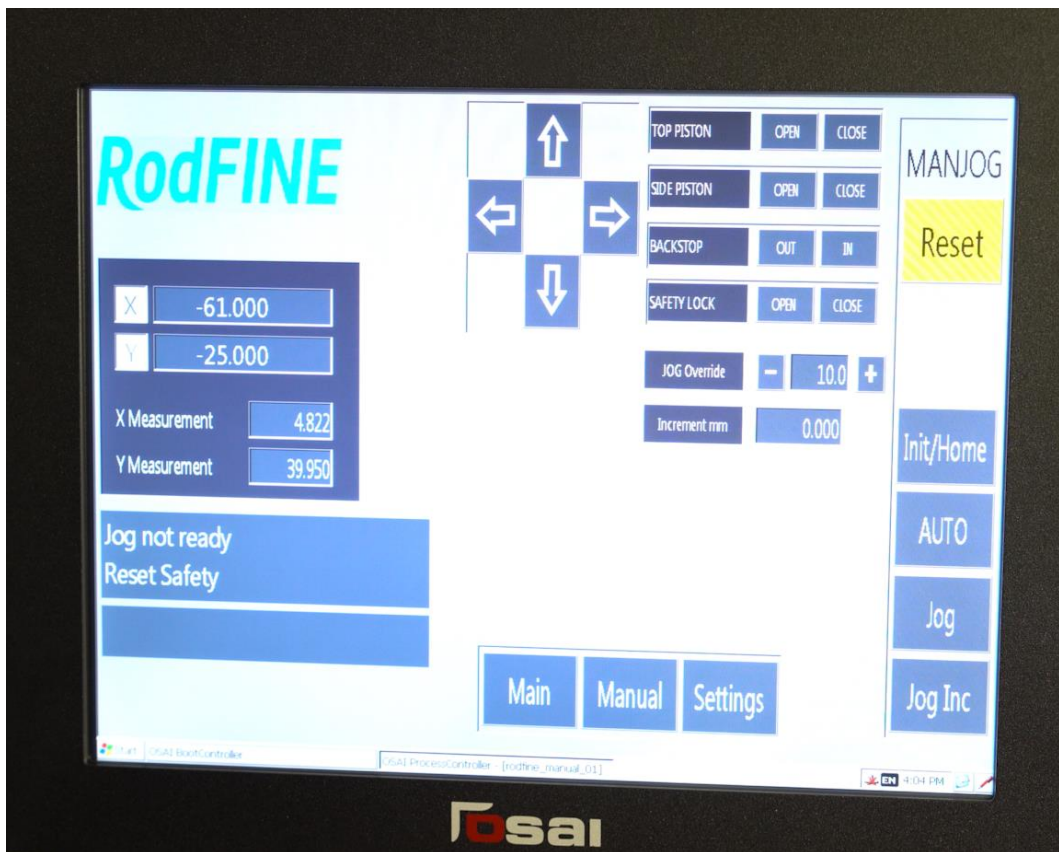 RodFINE
X -61.000
Y -25.000
X Measurement 4.822
Y Measurement 39.950
Jog not ready
Reset Safety
TOP PISTON OPEN CLOSE
SIDE PISTON OPEN CLOSE
BACKSTOP OUT IN
SAFETY LOCK OPEN CLOSE
JOG Override - 10.0 +
Increment mm 0.000
MANJOG
Reset
Init/Home
AUTO
Jog
Jog Inc
Main Manual Settings
Start OSAI BootController OSAI ProcessController - [rodfine_manual_01] EN 4:04 PM
osai